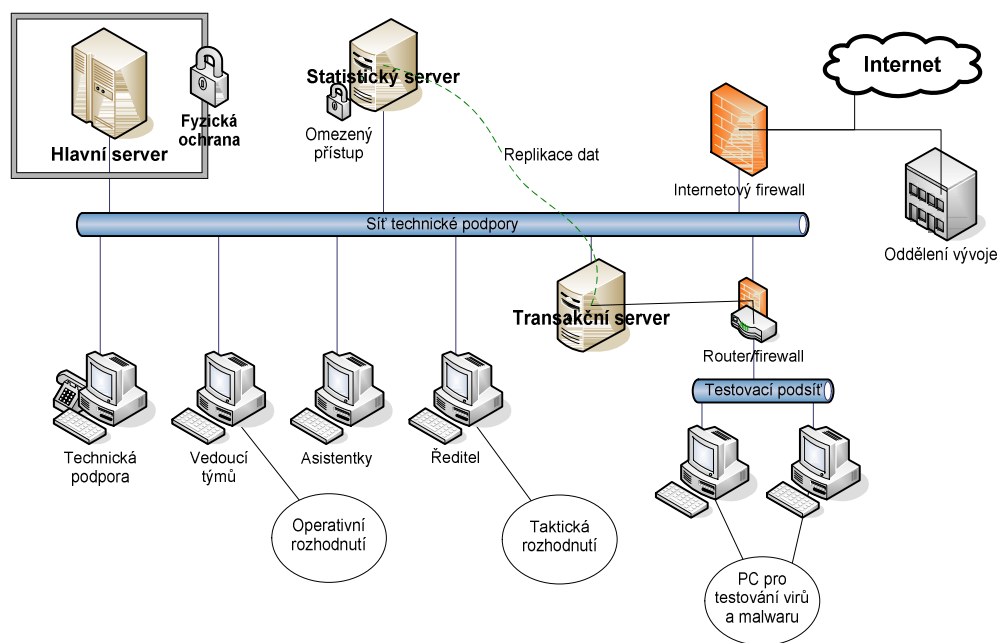 Hlavní server
Fyzická
ochrana
Statistický server
Omezený
přístup
Replikace dat
Internet
Internetový firewall
Oddělení vývoje
Síť technické podpory
Transakční server
Router/firewall
Testovací podsíť
Technická
podpora
Vedoucí
týmů
Asistentky
Ředitel
Operativní
rozhodnutí
Taktická
rozhodnutí
PC pro
testování virů
a malwaru